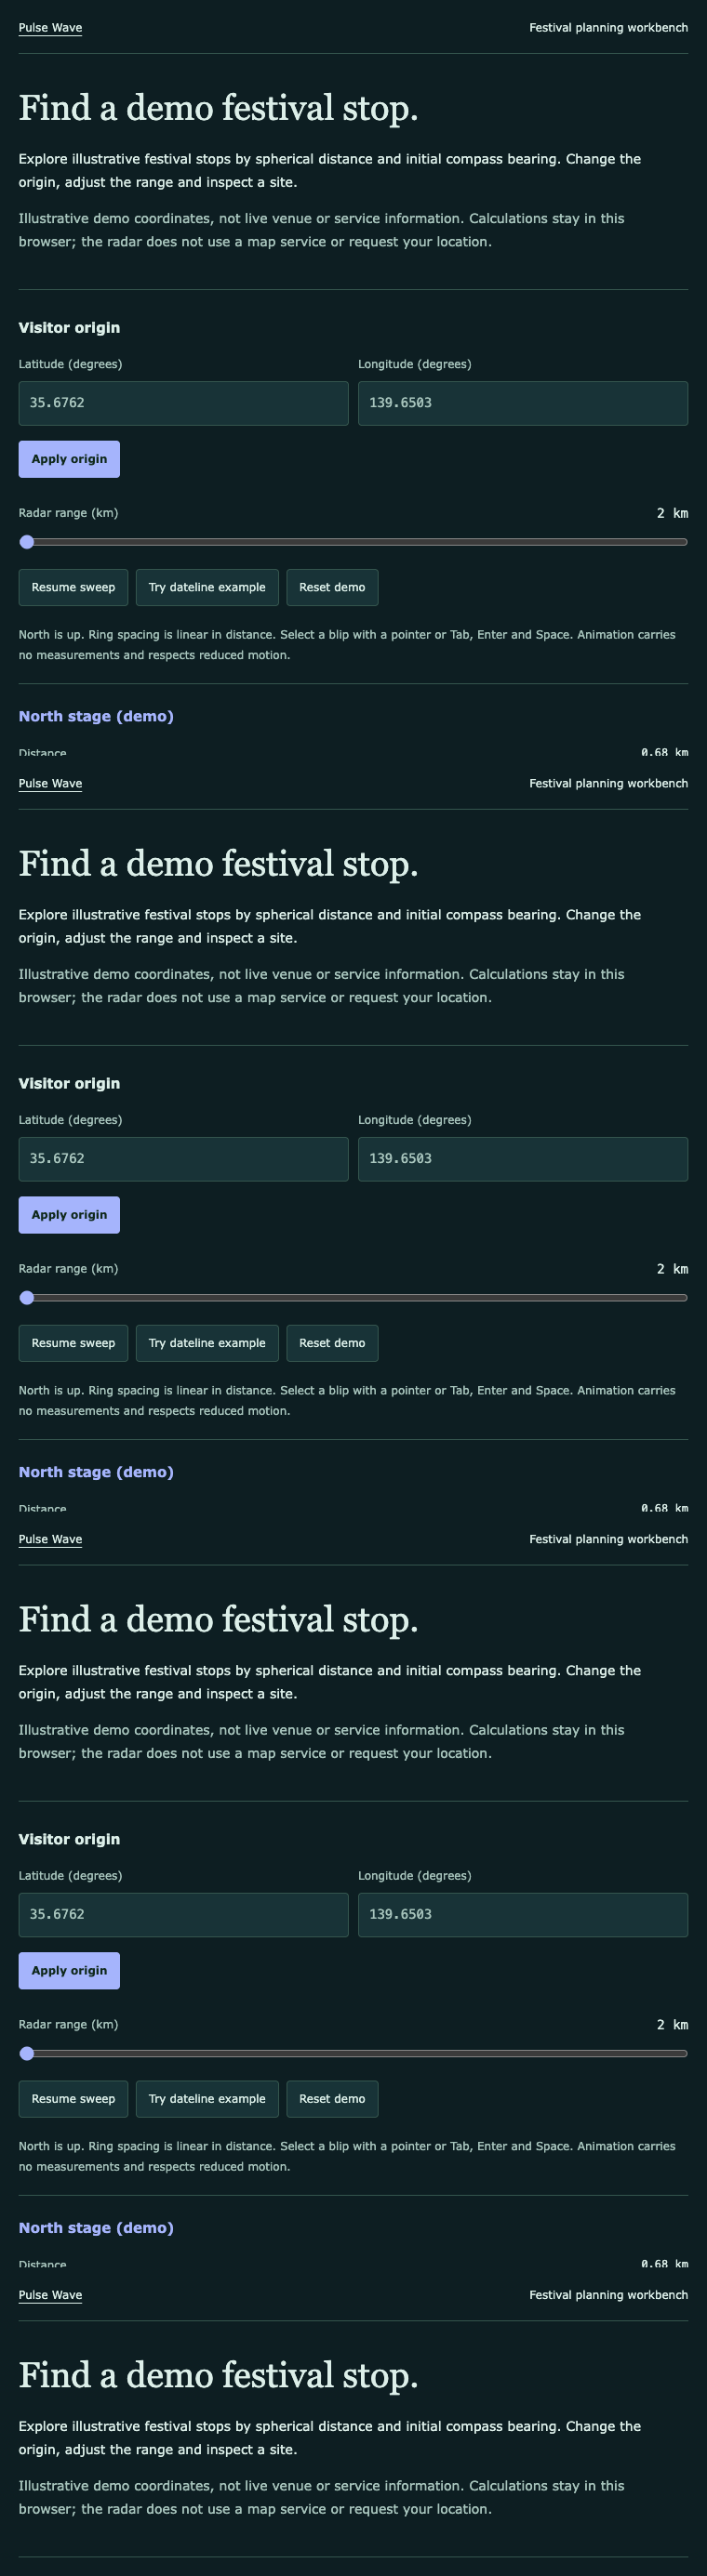 Pulse Wave
Festival planning workbench
Find a demo festival stop.
Explore illustrative festival stops by spherical distance and initial compass bearing. Change the
origin, adjust the range and inspect a site.
Illustrative demo coordinates, not live venue or service information. Calculations stay in this
browser; the radar does not use a map service or request your location.
Visitor origin
Latitude (degrees)
Longitude (degrees)
35.6762
139.6503
Apply origin
Radar range (km)
2 km
Resume sweep
Try dateline example
Reset demo
North is up. Ring spacing is linear in distance. Select a blip with a pointer or Tab, Enter and Space. Animation carries
no measurements and respects reduced motion.
North stage (demo)
Distance
0.68 km
Pulse Wave
Festival planning workbench
Find a demo festival stop.
Explore illustrative festival stops by spherical distance and initial compass bearing. Change the
origin, adjust the range and inspect a site.
Illustrative demo coordinates, not live venue or service information. Calculations stay in this
browser; the radar does not use a map service or request your location.
Visitor origin
Latitude (degrees)
Longitude (degrees)
35.6762
139.6503
Apply origin
Radar range (km)
2 km
Resume sweep
Try dateline example
Reset demo
North is up. Ring spacing is linear in distance. Select a blip with a pointer or Tab, Enter and Space. Animation carries
no measurements and respects reduced motion.
North stage (demo)
Distance
0.68 km
Pulse Wave
Festival planning workbench
Find a demo festival stop.
Explore illustrative festival stops by spherical distance and initial compass bearing. Change the
origin, adjust the range and inspect a site.
Illustrative demo coordinates, not live venue or service information. Calculations stay in this
browser; the radar does not use a map service or request your location.
Visitor origin
Latitude (degrees)
Longitude (degrees)
35.6762
139.6503
Apply origin
Radar range (km)
2 km
Resume sweep
Try dateline example
Reset demo
North is up. Ring spacing is linear in distance. Select a blip with a pointer or Tab, Enter and Space. Animation carries
no measurements and respects reduced motion.
North stage (demo)
Distance
0.68 km
Pulse Wave
Festival planning workbench
Find a demo festival stop.
Explore illustrative festival stops by spherical distance and initial compass bearing. Change the
origin, adjust the range and inspect a site.
Illustrative demo coordinates, not live venue or service information. Calculations stay in this
browser; the radar does not use a map service or request your location.